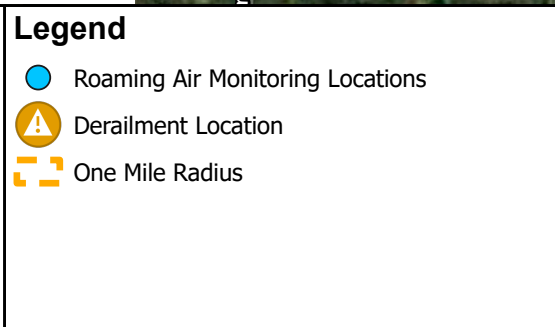 Legend
Roaming Air Monitoring Locations
Derailment Location
One Mile Radius